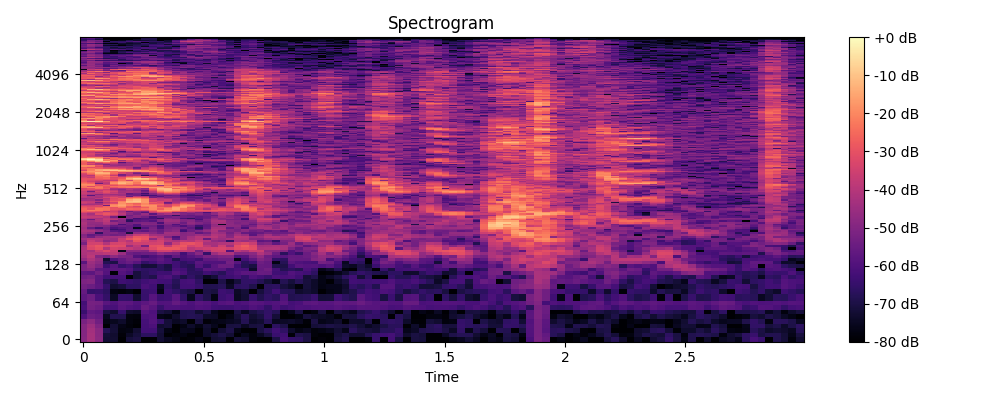 Spectrogram
Hz
4096
2048
1024
512
256
128
64
0
0 0.5 1 1.5 2 2.5
Time
+0 dB
-10 dB
-20 dB
-30 dB
-40 dB
-50 dB
-60 dB
-70 dB
-80 dB